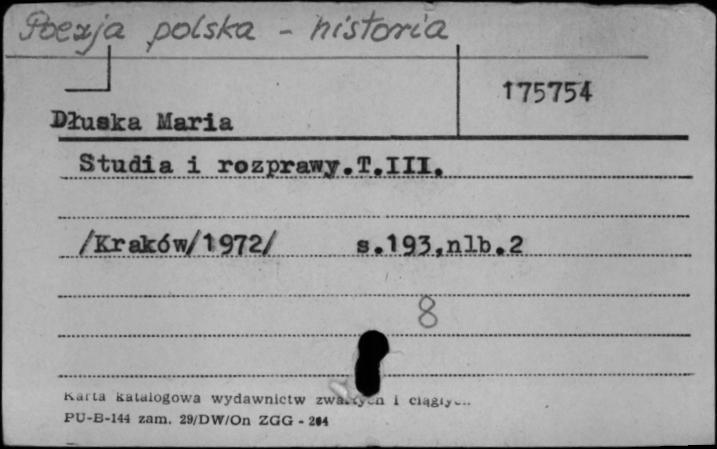 Poezja polska - historia
175754
Dłuska Maria
Studia i rozprawy.T.III.
/Kraków/1972/ s.193,nlb.2
8
Karta katalogowa wydawnictw zwartych i ciągłych
PU-B-144 zam. 29/DW/On ZGG - 204